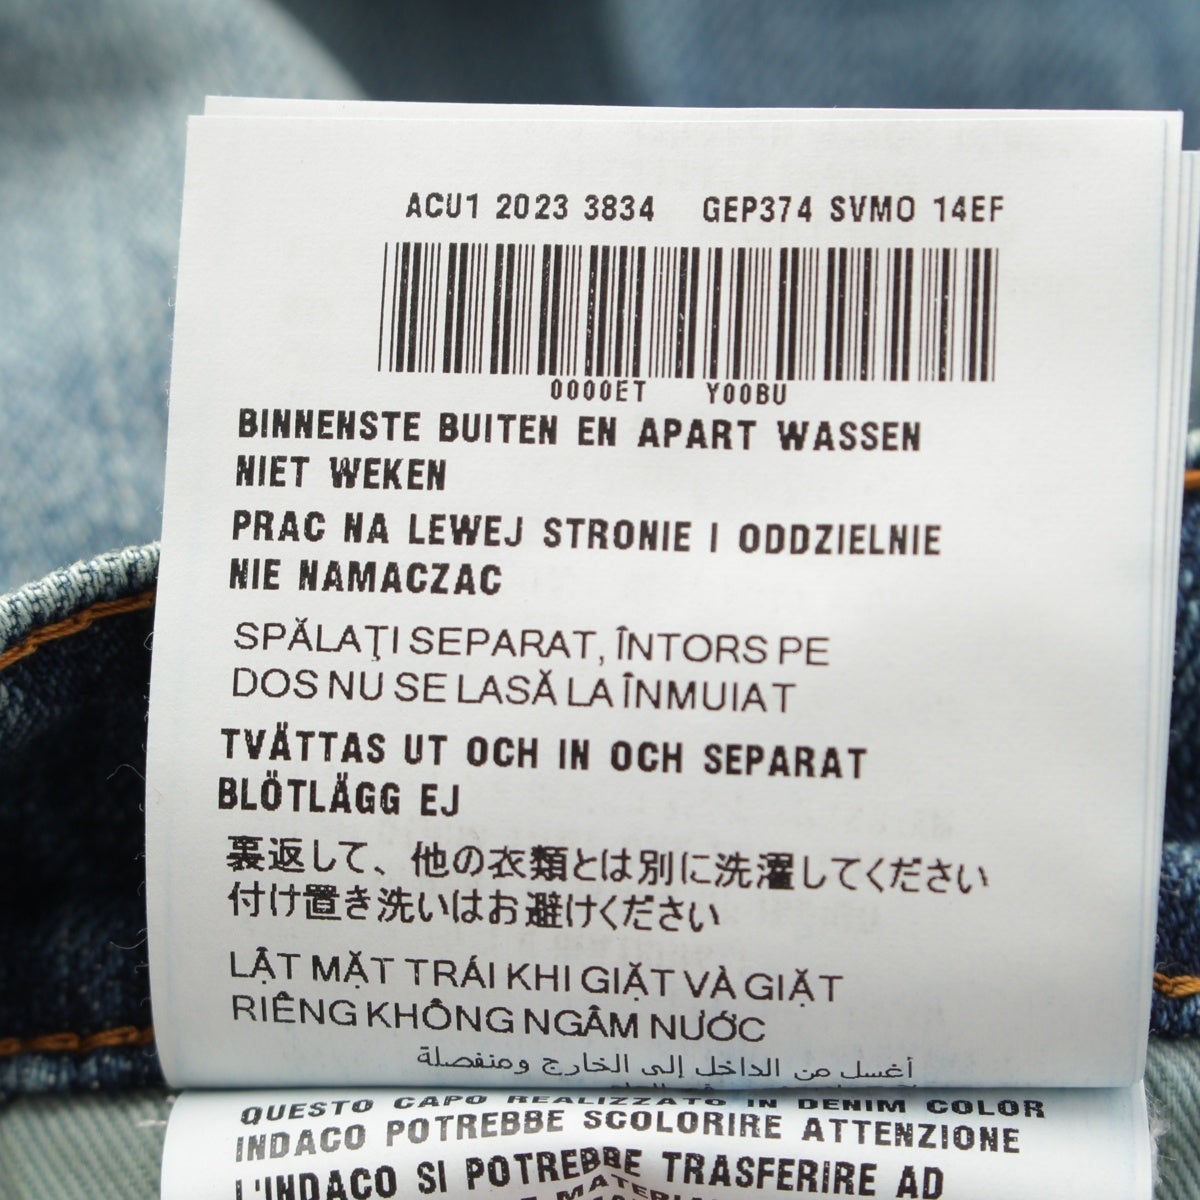 ACU1 2023 3834 GEP374 SVMO 14EF
0000ET Y00BU
BINNENSTE BUITEN EN APART WASSEN
NIET WEKEN
PRAC NA LEWEJ STRONIE I ODDZIELNIE
NIE NAMACZAC
SPĂLAŢI SEPARAT, ÎNTORS PE
DOS NU SE LASĂ LA ÎNMUIAT
TVÄTTAS UT OCH IN OCH SEPARAT
BLÖTLÄGG EJ
裏返して、他の衣類とは別に洗濯してください
付け置き洗いはお避けください
LẬT MẶT TRÁI KHI GIẶT VÀ GIẶT
RIÊNG KHÔNG NGÂM NƯỚC
أغسل من الداخل إلى الخارج ومنفصلة
QUESTO CAPO REALIZZATO IN DENIM COLOR
INDACO POTREBBE SCOLORIRE ATTENZIONE
L'INDACO SI POTREBBE TRASFERIRE AD